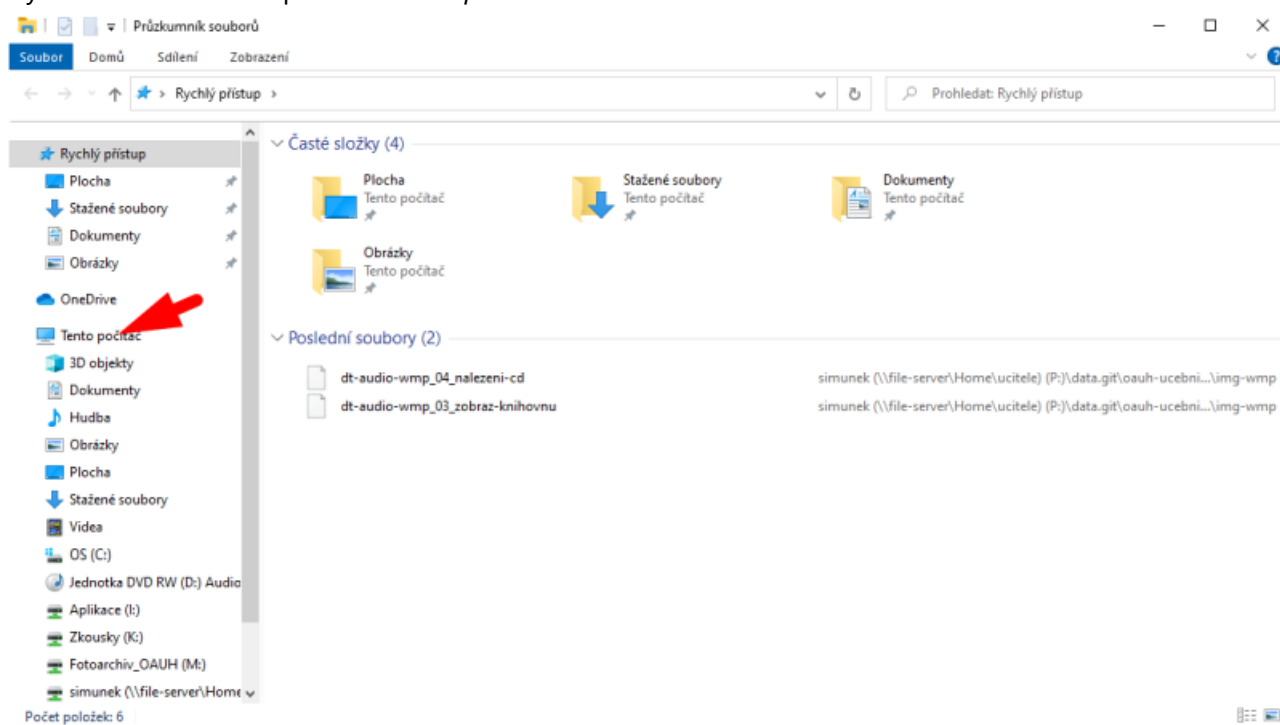 Průzkumník souborů
Soubor Domů Sdílení Zobrazení
Rychlý přístup
Prohledat: Rychlý přístup
Rychlý přístup
Plocha
Stažené soubory
Dokumenty
Obrázky
OneDrive
Tento počítač
3D objekty
Dokumenty
Hudba
Obrázky
Plocha
Stažené soubory
Videa
OS (C:)
Jednotka DVD RW (D:) Audio
Aplikace (I:)
Zkousky (K:)
Fotoarchiv_OAUH (M:)
simunek (\\file-server\Home
Časté složky (4)
Plocha
Tento počítač
Stažené soubory
Tento počítač
Dokumenty
Tento počítač
Obrázky
Tento počítač
Poslední soubory (2)
dt-audio-wmp_04_nalezeni-cd simunek (\\file-server\Home\ucitele) (P:)\data.git\oauh-ucebni...\img-wmp
dt-audio-wmp_03_zobraz-knihovnu simunek (\\file-server\Home\ucitele) (P:)\data.git\oauh-ucebni...\img-wmp
Počet položek: 6